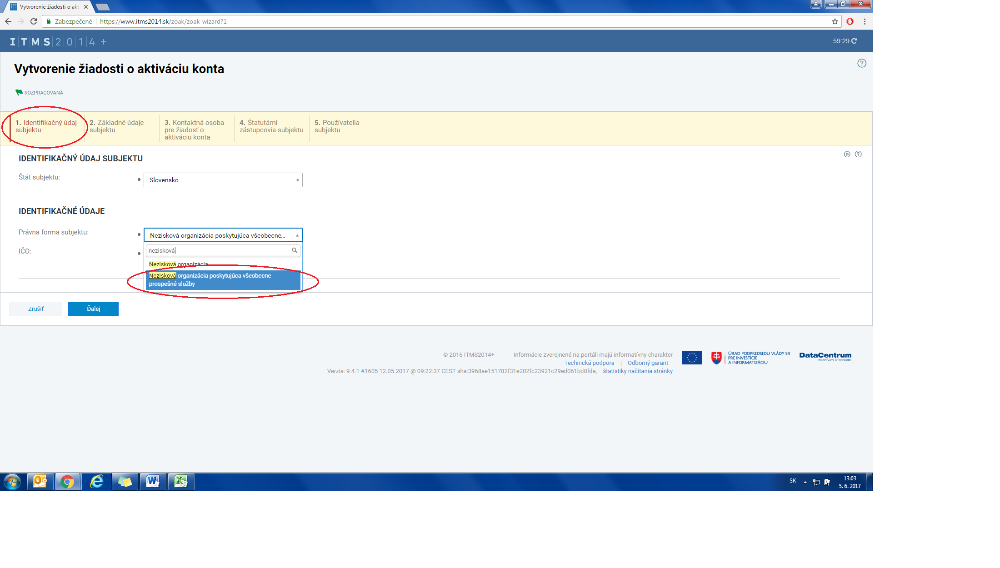 Vytvorenie žiadosti o akt
Zabezpečené https://www.itms2014.sk/zoak/zoak-wizard?1
ITMS2014+ 59:29
Vytvorenie žiadosti o aktiváciu konta
ROZPRACOVANÁ
1. Identifikačný údaj subjektu
2. Základné údaje subjektu
3. Kontaktná osoba pre žiadosť o aktiváciu konta
4. Štatutárni zástupcovia subjektu
5. Používatelia subjektu
IDENTIFIKAČNÝ ÚDAJ SUBJEKTU
Štát subjektu: Slovensko
IDENTIFIKAČNÉ ÚDAJE
Právna forma subjektu: Nezisková organizácia poskytujúca všeobecne...
IČO: nezisková
Nezisková organizácia
Nezisková organizácia poskytujúca všeobecne
prospešné služby
Zrušiť Ďalej
© 2016 ITMS2014+ - Informácie zverejnené na portáli majú informatívny charakter
Technická podpora | Odborný garant
Verzia: 9.4.1 #1605 12.05.2017 @ 09:22:37 CEST sha:3968ae151782f31e202fc23921c29ed061bd8fda, štatistiky načítania stránky
ÚRAD PODPREDSEDU VLÁDY SR
PRE INVESTÍCIE
A INFORMATIZÁCIU
DataCentrum
medzi Vami a financiami
SK 13:03
5. 6. 2017